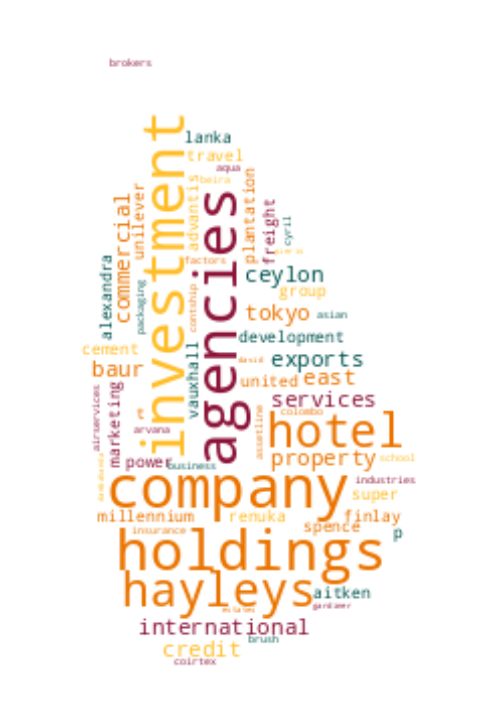 brokers
investment
lanka
travel
aqua
beira
advantis
agencies
plantation
freight
cyril
unilever
commercial
factors
ceylon
group
alexandra
packaging
contship
tokyo
asian
development
cement
baur
vauxhall
david
exports
united
east
services
airservices
marketing
arvana
assetline
colombo
hotel
power
business
property
school
company
industries
super
millennium
renuka
finlay
insurance
spence
p
holdings
hayleys
aitken
estates
gardiner
international
brush
credit
coirtex